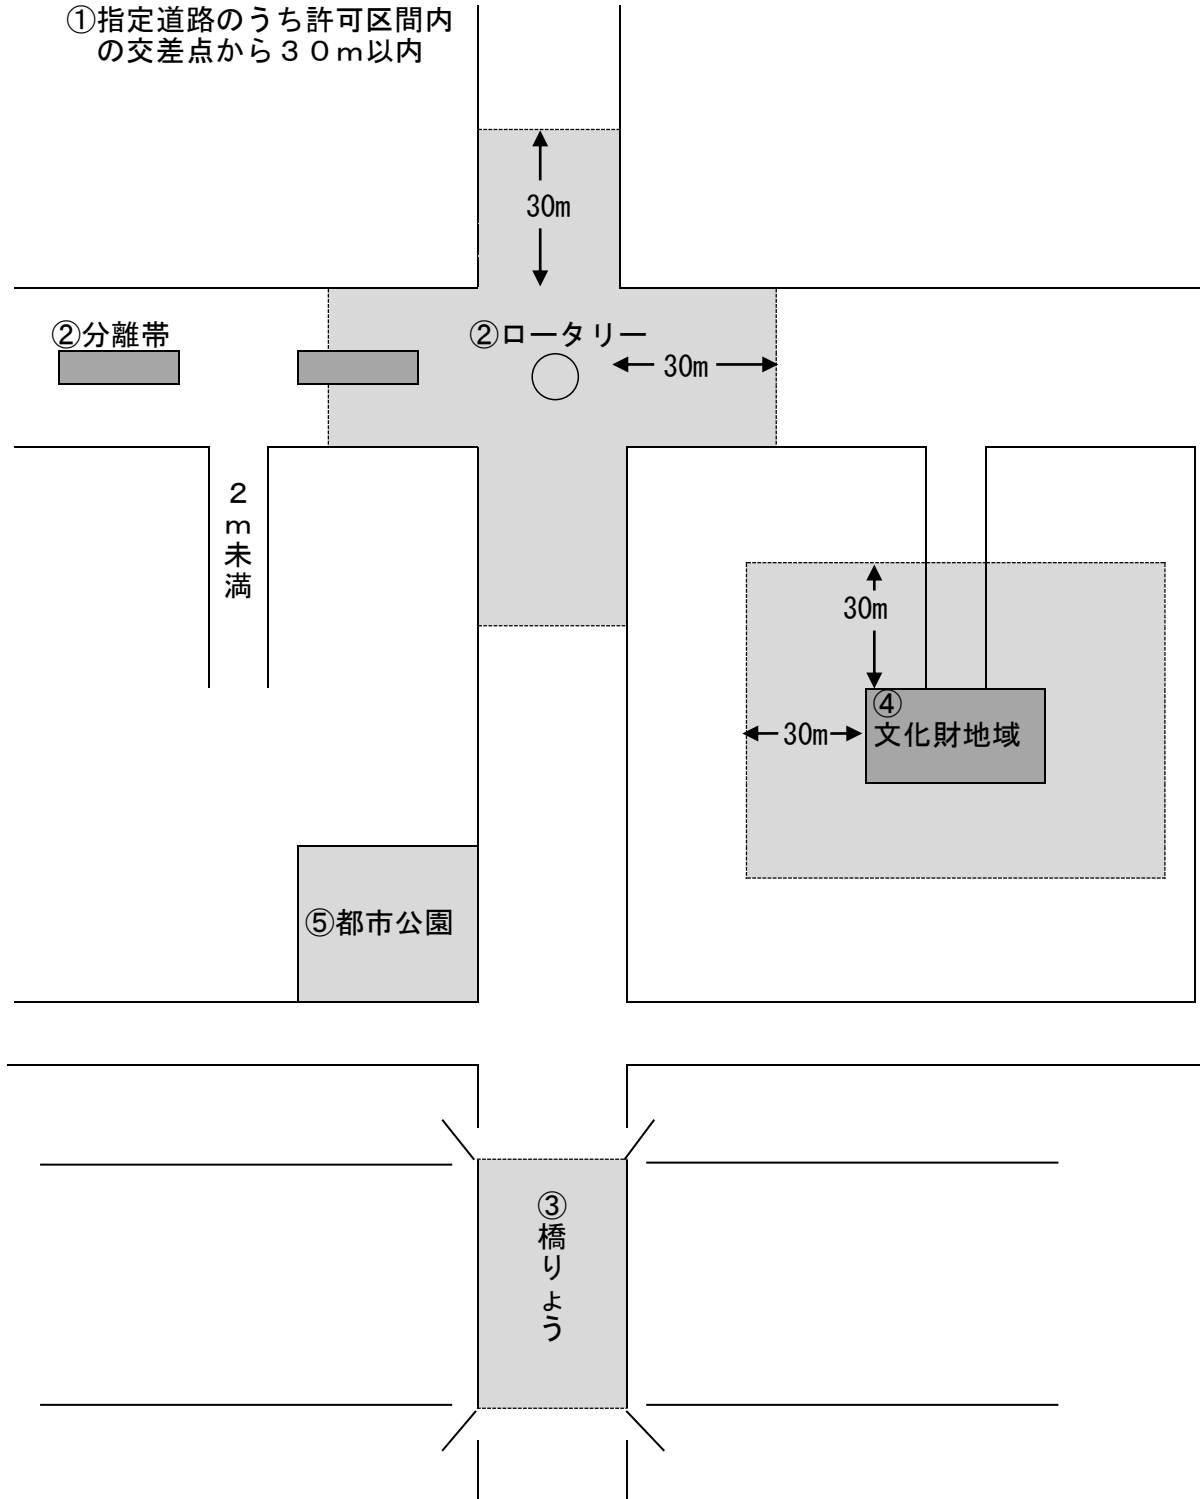 ①指定道路のうち許可区間内
の交差点から３０ｍ以内
30m
②分離帯
②ロータリー
30m
２ｍ未満
30m
④
文化財地域
30m
⑤都市公園
③橋りょう